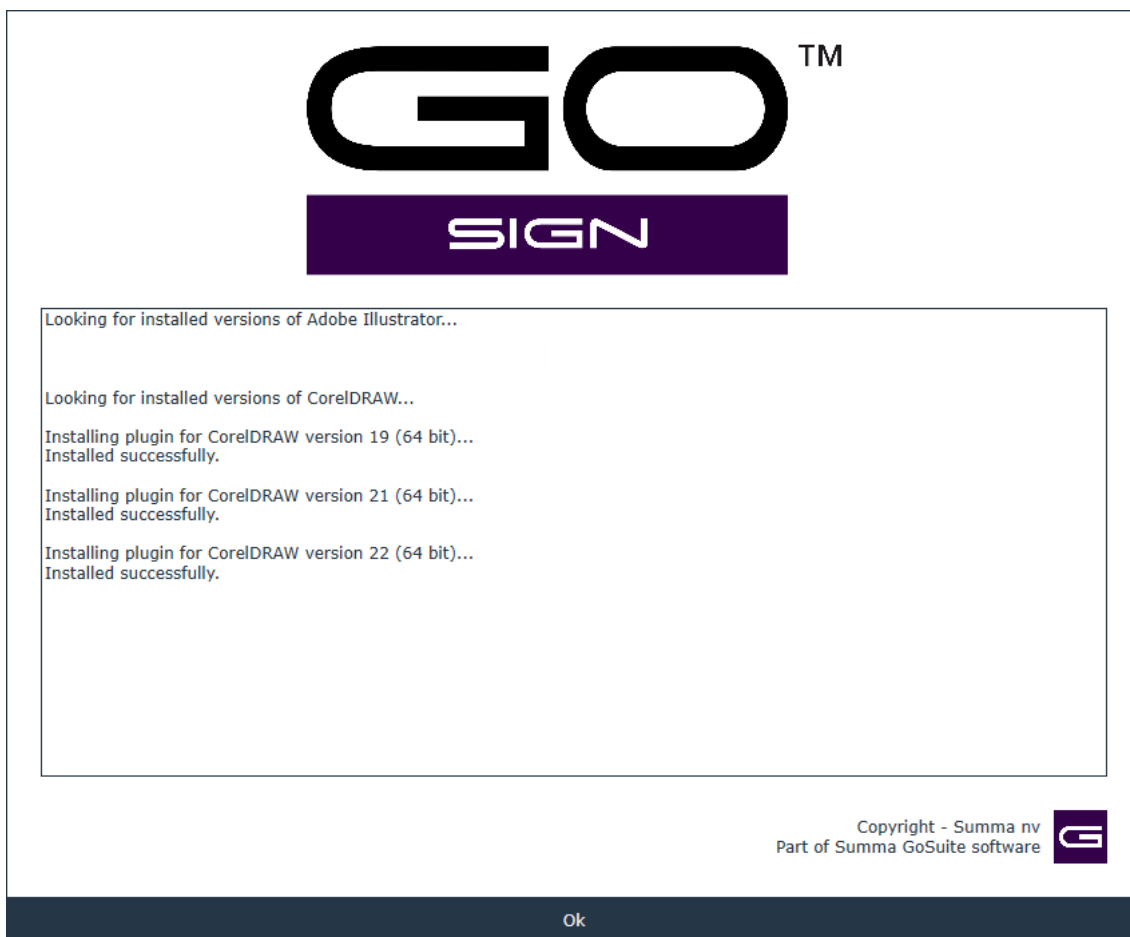 GO™
SIGN
Looking for installed versions of Adobe Illustrator...
Looking for installed versions of CorelDRAW...
Installing plugin for CorelDRAW version 19 (64 bit)...
Installed successfully.
Installing plugin for CorelDRAW version 21 (64 bit)...
Installed successfully.
Installing plugin for CorelDRAW version 22 (64 bit)...
Installed successfully.
Copyright - Summa nv
Part of Summa GoSuite software
G
Ok